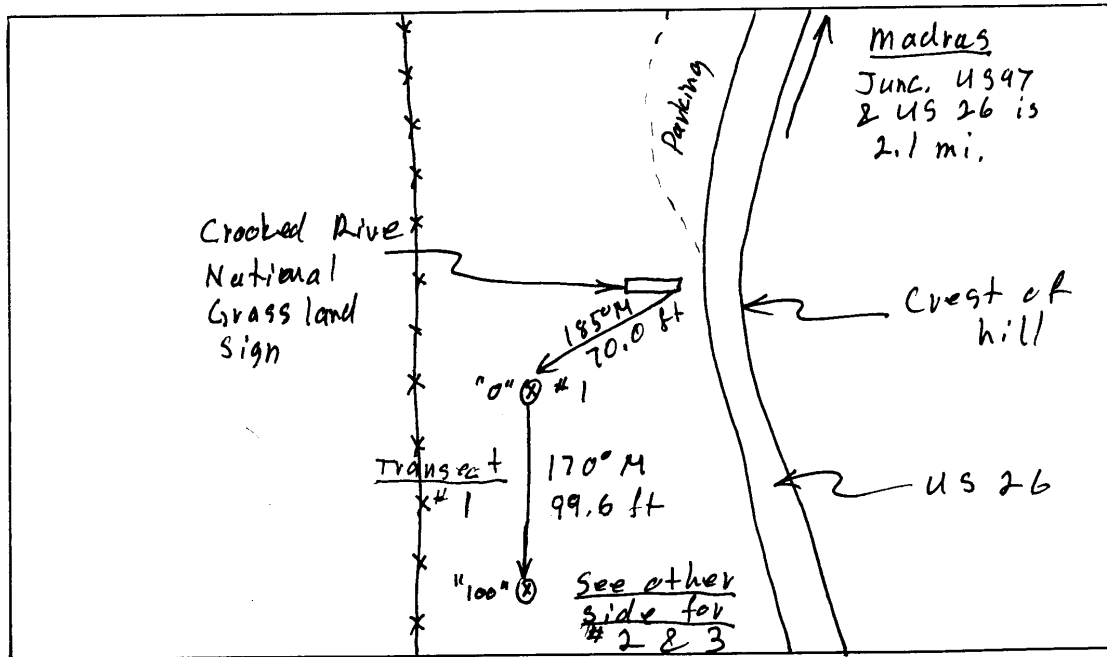 Madras
Junc. US97
& US 26 is
2.1 mi.
Parking
Crooked Rive
National
Grassland
Sign
185° M
70.0 ft
Crest of
hill
"0" #1
Transect
#1
170° M
99.6 ft
US 26
"100"
See other
side for
# 2 & 3